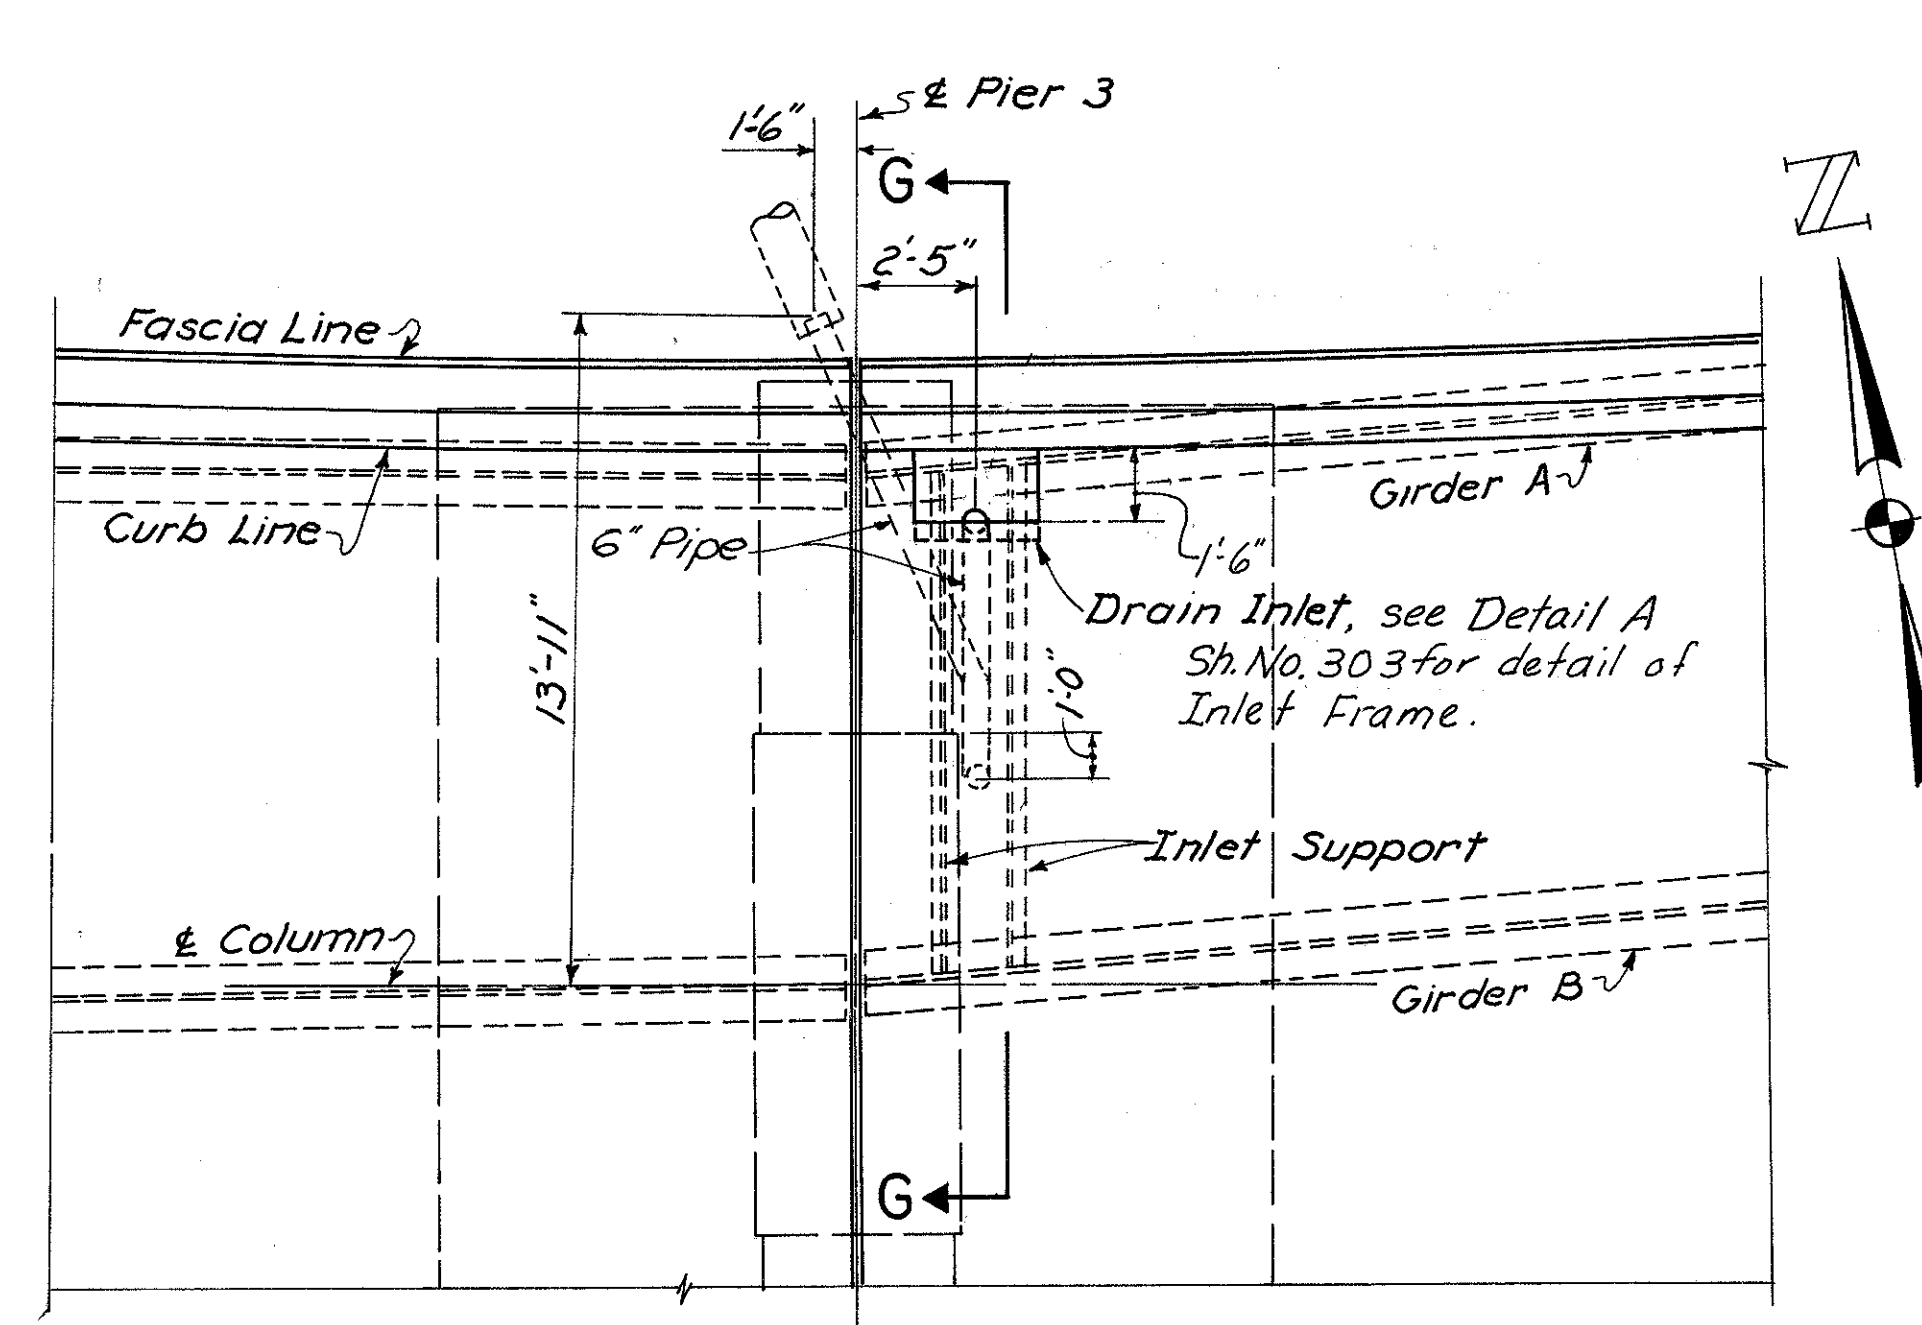 ℄ Pier 3
1'-6"
G
2'-5"
N
Fascia Line
Curb Line
6" Pipe
Girder A
1'-6"
Drain Inlet, see Detail A
Sh. No. 303 for detail of
Inlet Frame.
13'-11"
1'-0"
Inlet Support
℄ Column
Girder B
G